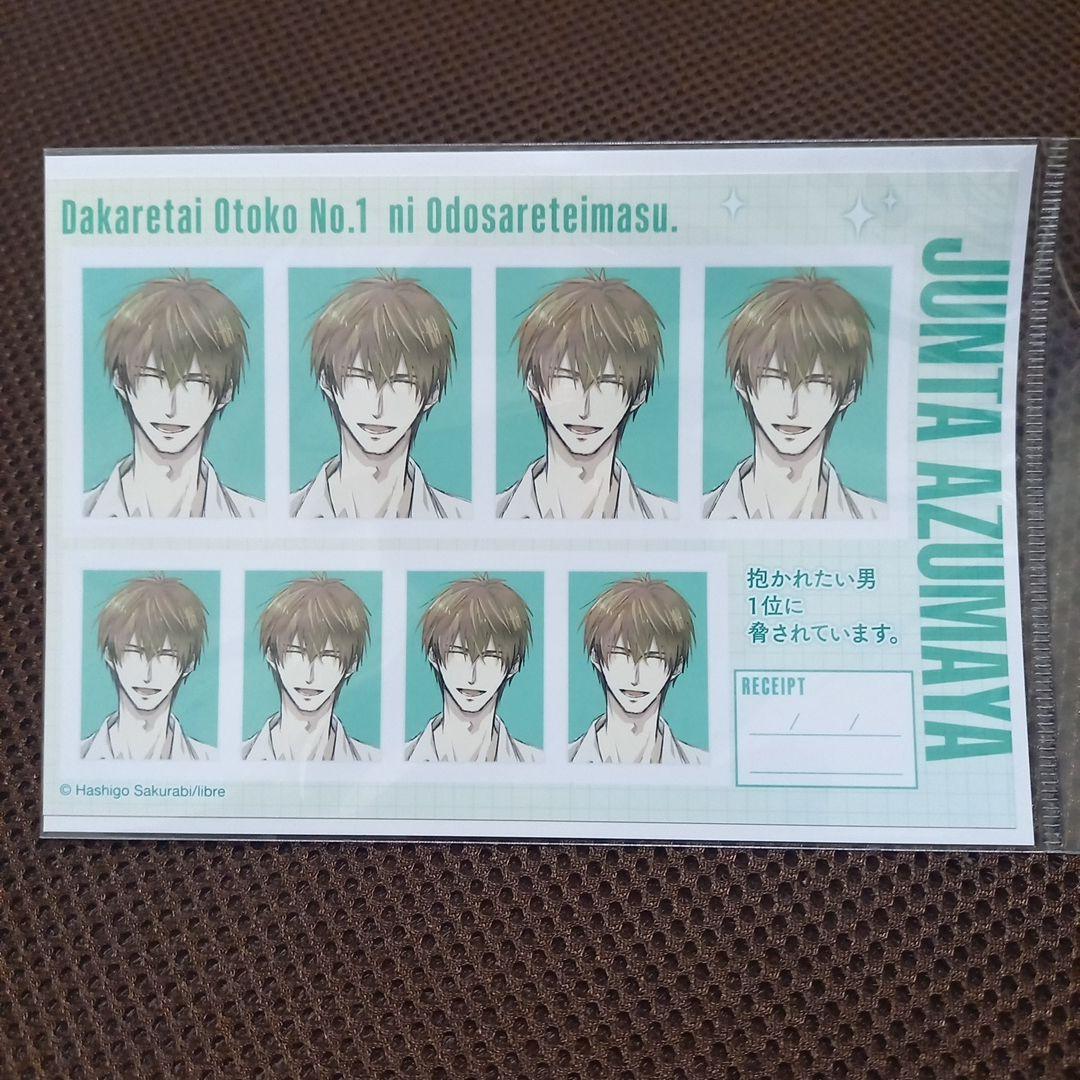 Dakaretai Otoko No.1 ni Odosareteimasu.
JUNTA AZUMAYA
抱かれたい男
1位に
脅されています。
RECEIPT
/ /
© Hashigo Sakurabi/libre